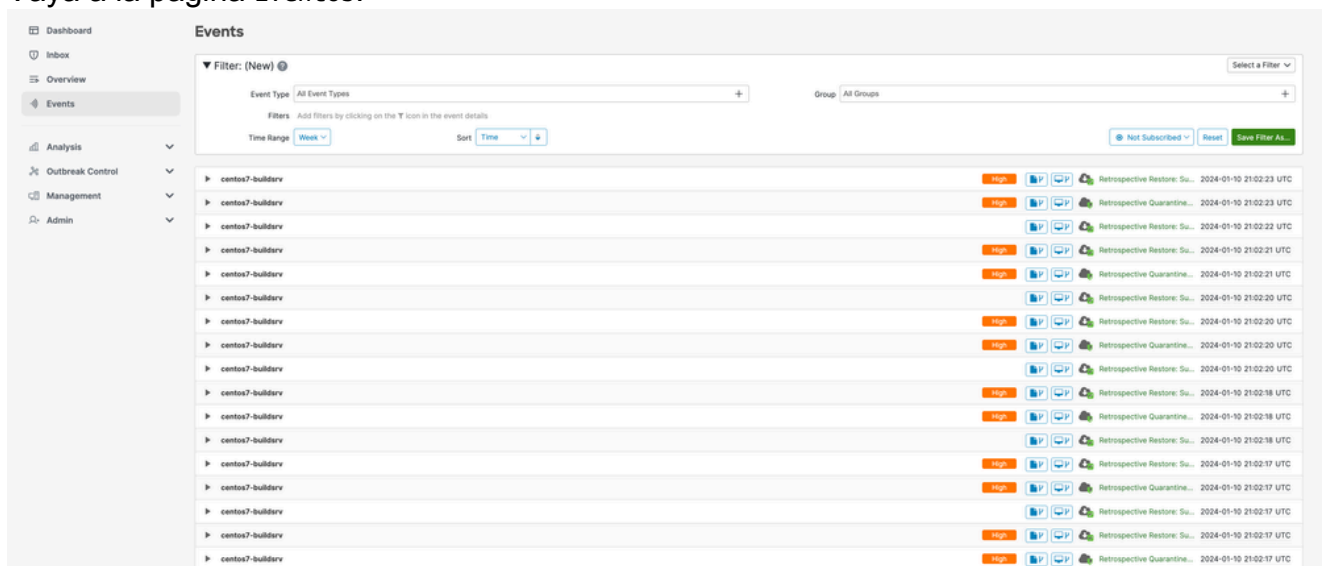 Vaya a la página Eventos.
Dashboard
Inbox
Overview
Events
Analysis
Outbreak Control
Management
Admin
Events
Filter: (New)
Select a Filter
Event Type All Event Types
Group All Groups
Filters Add filters by clicking on the icon in the event details
Time Range Week Sort Time
Not Subscribed Reset Save Filter As...
centos7-buildsrv High Retrospective Restore: Su... 2024-01-10 21:02:23 UTC
centos7-buildsrv High Retrospective Quarantine... 2024-01-10 21:02:23 UTC
centos7-buildsrv Retrospective Restore: Su... 2024-01-10 21:02:22 UTC
centos7-buildsrv High Retrospective Restore: Su... 2024-01-10 21:02:21 UTC
centos7-buildsrv High Retrospective Quarantine... 2024-01-10 21:02:21 UTC
centos7-buildsrv Retrospective Restore: Su... 2024-01-10 21:02:20 UTC
centos7-buildsrv High Retrospective Restore: Su... 2024-01-10 21:02:20 UTC
centos7-buildsrv High Retrospective Quarantine... 2024-01-10 21:02:20 UTC
centos7-buildsrv Retrospective Restore: Su... 2024-01-10 21:02:20 UTC
centos7-buildsrv High Retrospective Restore: Su... 2024-01-10 21:02:18 UTC
centos7-buildsrv High Retrospective Quarantine... 2024-01-10 21:02:18 UTC
centos7-buildsrv Retrospective Restore: Su... 2024-01-10 21:02:18 UTC
centos7-buildsrv High Retrospective Restore: Su... 2024-01-10 21:02:17 UTC
centos7-buildsrv High Retrospective Quarantine... 2024-01-10 21:02:17 UTC
centos7-buildsrv Retrospective Restore: Su... 2024-01-10 21:02:17 UTC
centos7-buildsrv High Retrospective Restore: Su... 2024-01-10 21:02:17 UTC
centos7-buildsrv High Retrospective Quarantine... 2024-01-10 21:02:17 UTC